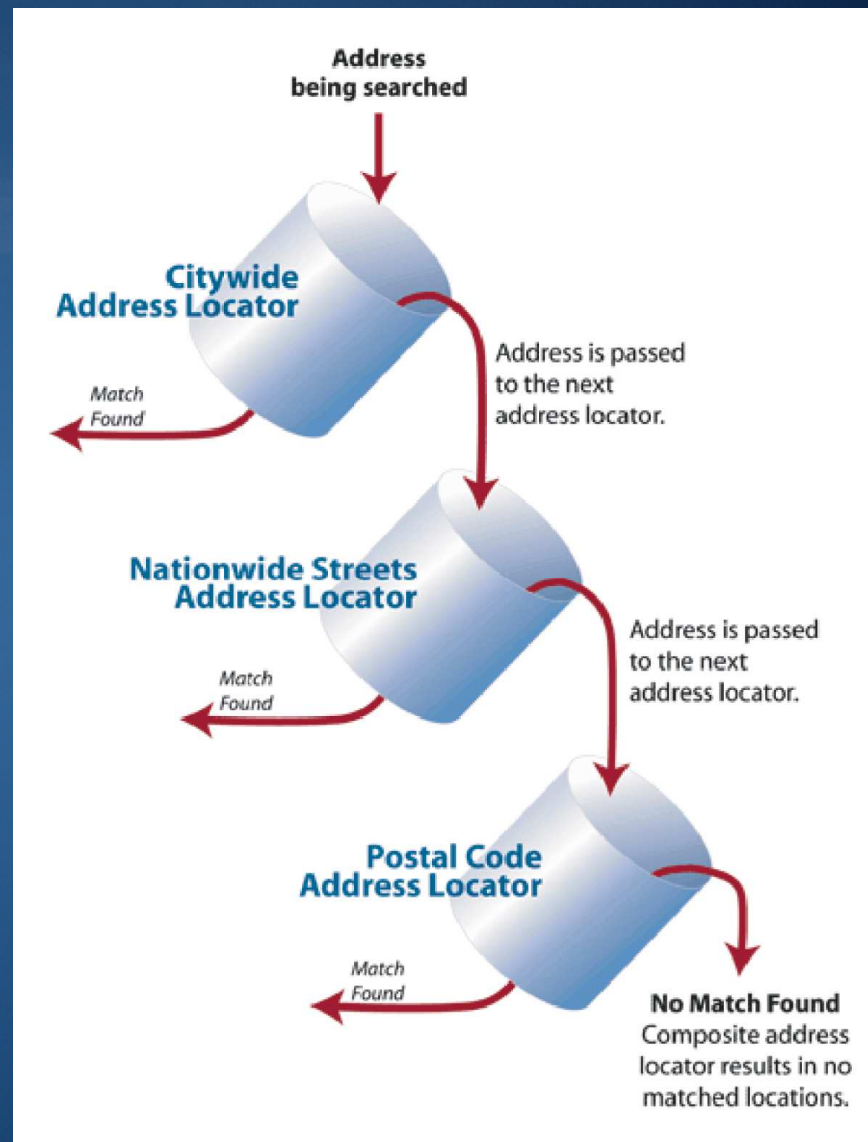 Address
being searched
Citywide
Address Locator
Address is passed
to the next
address locator.
Match
Found
Nationwide Streets
Address Locator
Address is passed
to the next
address locator.
Match
Found
Postal Code
Address Locator
Match
Found
No Match Found
Composite address
locator results in no
matched locations.